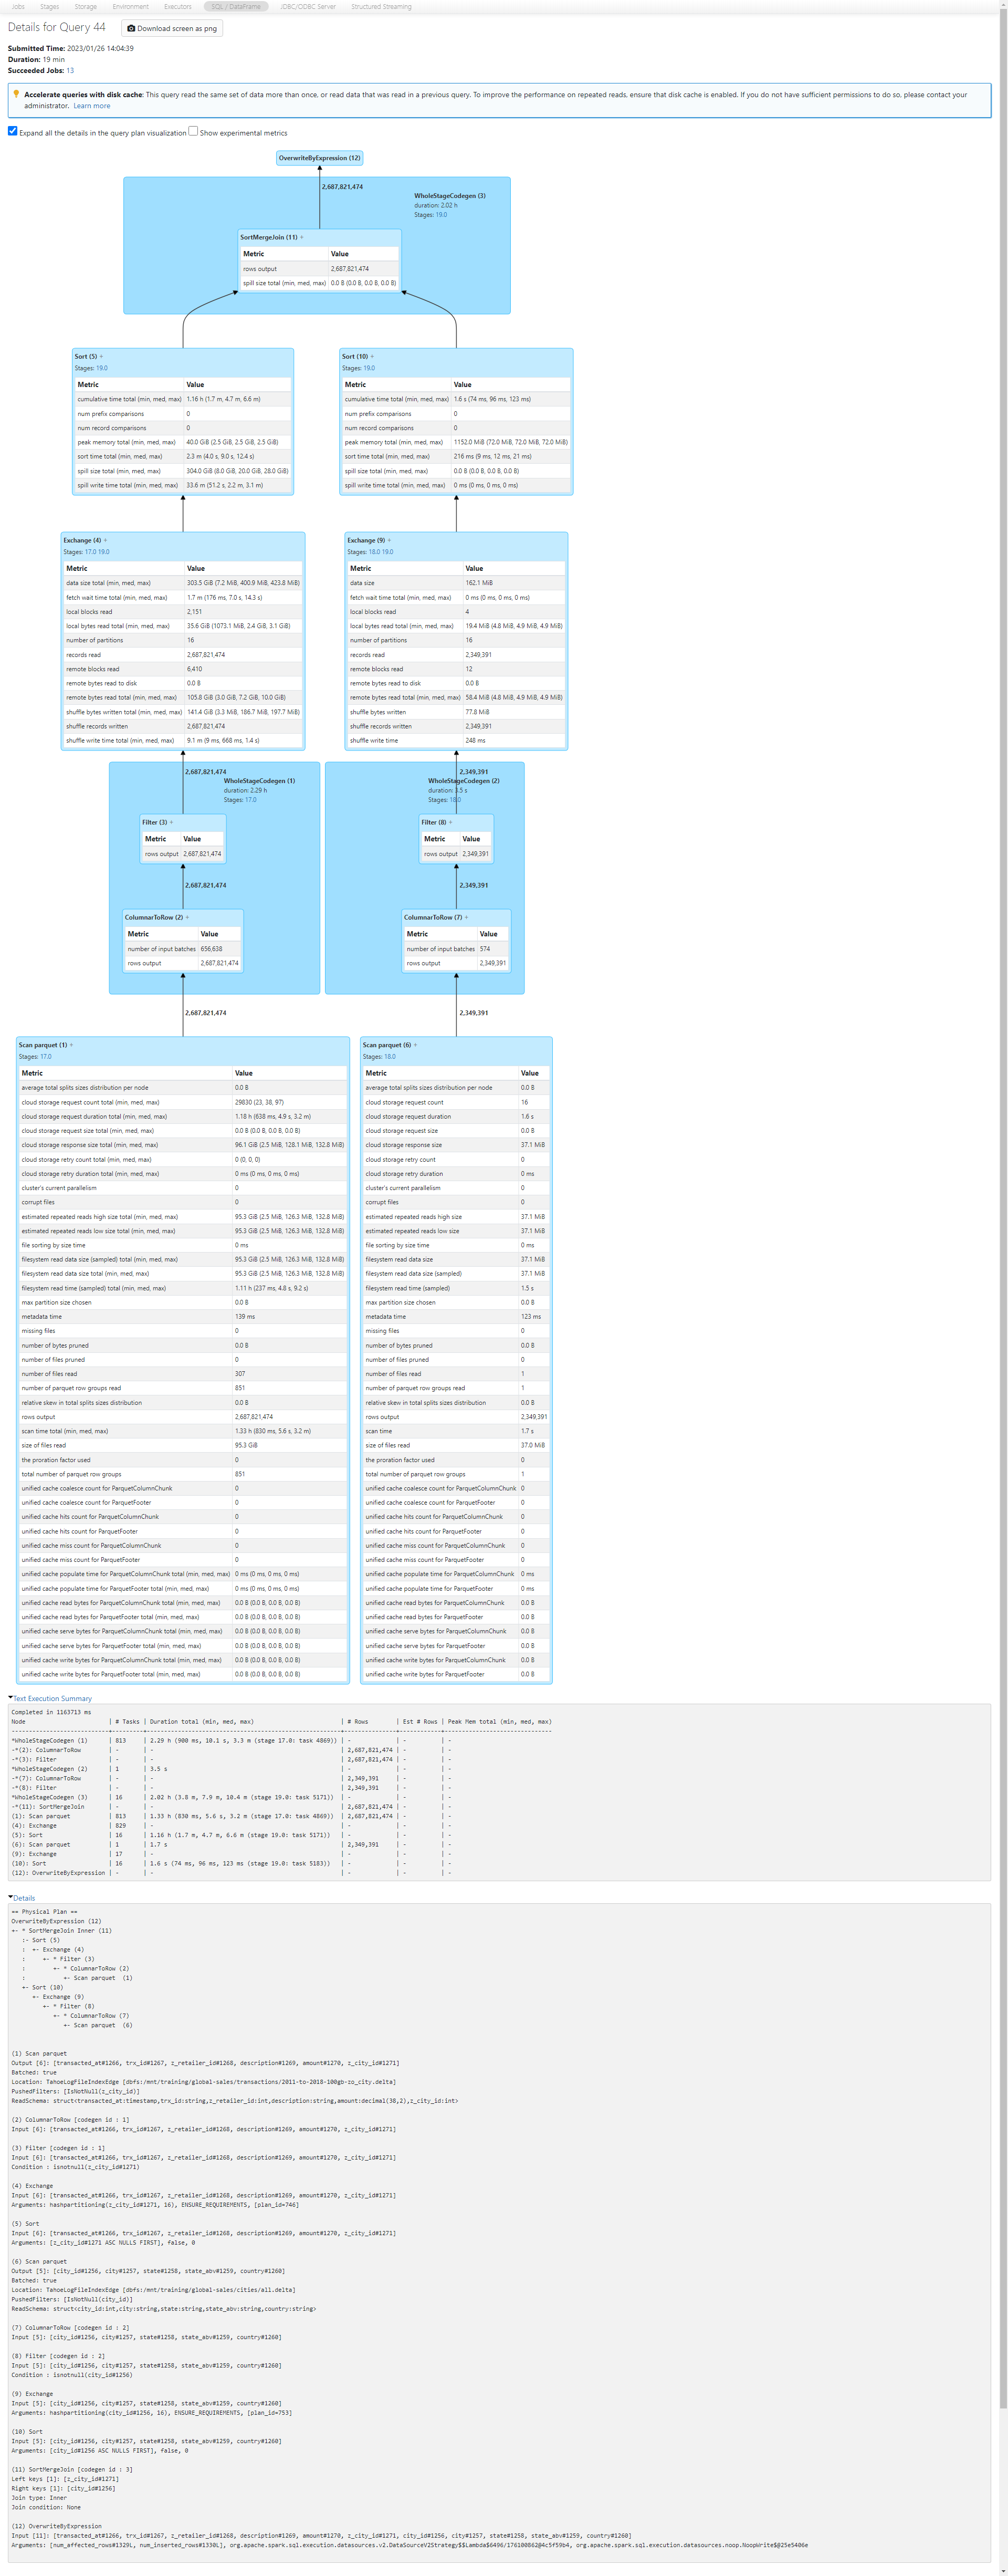 Jobs Stages Storage Environment Executors SQL / DataFrame JDBC/ODBC Server Structured Streaming
Details for Query 44 Download screen as png
Submitted Time: 2023/01/26 14:04:39
Duration: 19 min
Succeeded Jobs: 13
Accelerate queries with disk cache: This query read the same set of data more than once, or read data that was read in a previous query. To improve the performance on repeated reads, ensure that disk cache is enabled. If you do not have sufficient permissions to do so, please contact your
administrator. Learn more
Expand all the details in the query plan visualization Show experimental metrics
OverwriteByExpression (12)
2,687,821,474
WholeStageCodegen (3)
duration: 2.02 h
Stages: 19.0
SortMergeJoin (11) +
Metric Value
rows output 2,687,821,474
spill size total (min, med, max) 0.0 B (0.0 B, 0.0 B, 0.0 B)
Sort (5) +
Stages: 19.0
Metric Value
cumulative time total (min, med, max) 1.16 h (1.7 m, 4.7 m, 6.6 m)
num prefix comparisons 0
num record comparisons 0
peak memory total (min, med, max) 40.0 GiB (2.5 GiB, 2.5 GiB, 2.5 GiB)
sort time total (min, med, max) 2.3 m (4.0 s, 9.0 s, 12.4 s)
spill size total (min, med, max) 304.0 GiB (8.0 GiB, 20.0 GiB, 28.0 GiB)
spill write time total (min, med, max) 33.6 m (51.2 s, 2.2 m, 3.1 m)
Sort (10) +
Stages: 19.0
Metric Value
cumulative time total (min, med, max) 1.6 s (74 ms, 96 ms, 123 ms)
num prefix comparisons 0
num record comparisons 0
peak memory total (min, med, max) 1152.0 MiB (72.0 MiB, 72.0 MiB, 72.0 MiB)
sort time total (min, med, max) 216 ms (9 ms, 12 ms, 21 ms)
spill size total (min, med, max) 0.0 B (0.0 B, 0.0 B, 0.0 B)
spill write time total (min, med, max) 0 ms (0 ms, 0 ms, 0 ms)
Exchange (4) +
Stages: 17.0 19.0
Metric Value
data size total (min, med, max) 303.5 GiB (7.2 MiB, 400.9 MiB, 423.8 MiB)
fetch wait time total (min, med, max) 1.7 m (176 ms, 7.0 s, 14.3 s)
local blocks read 2,151
local bytes read total (min, med, max) 35.6 GiB (1073.1 MiB, 2.4 GiB, 3.1 GiB)
number of partitions 16
records read 2,687,821,474
remote blocks read 6,410
remote bytes read to disk 0.0 B
remote bytes read total (min, med, max) 105.8 GiB (3.0 GiB, 7.2 GiB, 10.0 GiB)
shuffle bytes written total (min, med, max) 141.4 GiB (3.3 MiB, 186.7 MiB, 197.7 MiB)
shuffle records written 2,687,821,474
shuffle write time total (min, med, max) 9.1 m (9 ms, 668 ms, 1.4 s)
Exchange (9) +
Stages: 18.0 19.0
Metric Value
data size 162.1 MiB
fetch wait time total (min, med, max) 0 ms (0 ms, 0 ms, 0 ms)
local blocks read 4
local bytes read total (min, med, max) 19.4 MiB (4.8 MiB, 4.9 MiB, 4.9 MiB)
number of partitions 16
records read 2,349,391
remote blocks read 12
remote bytes read to disk 0.0 B
remote bytes read total (min, med, max) 58.4 MiB (4.8 MiB, 4.9 MiB, 4.9 MiB)
shuffle bytes written 77.8 MiB
shuffle records written 2,349,391
shuffle write time 248 ms
2,687,821,474
WholeStageCodegen (1)
duration: 2.29 h
Stages: 17.0
Filter (3) +
Metric Value
rows output 2,687,821,474
2,687,821,474
ColumnarToRow (2) +
Metric Value
number of input batches 656,638
rows output 2,687,821,474
2,687,821,474
2,349,391
WholeStageCodegen (2)
duration: 3.5 s
Stages: 18.0
Filter (8) +
Metric Value
rows output 2,349,391
2,349,391
ColumnarToRow (7) +
Metric Value
number of input batches 574
rows output 2,349,391
2,349,391
Scan parquet (1) +
Stages: 17.0
Metric Value
average total splits sizes distribution per node 0.0 B
cloud storage request count total (min, med, max) 29830 (23, 38, 97)
cloud storage request duration total (min, med, max) 1.18 h (638 ms, 4.9 s, 3.2 m)
cloud storage request size total (min, med, max) 0.0 B (0.0 B, 0.0 B, 0.0 B)
cloud storage response size total (min, med, max) 96.1 GiB (2.5 MiB, 128.1 MiB, 132.8 MiB)
cloud storage retry count total (min, med, max) 0 (0, 0, 0)
cloud storage retry duration total (min, med, max) 0 ms (0 ms, 0 ms, 0 ms)
cluster's current parallelism 0
corrupt files 0
estimated repeated reads high size total (min, med, max) 95.3 GiB (2.5 MiB, 126.3 MiB, 132.8 MiB)
estimated repeated reads low size total (min, med, max) 95.3 GiB (2.5 MiB, 126.3 MiB, 132.8 MiB)
file sorting by size time 0 ms
filesystem read data size (sampled) total (min, med, max) 95.3 GiB (2.5 MiB, 126.3 MiB, 132.8 MiB)
filesystem read data size total (min, med, max) 95.3 GiB (2.5 MiB, 126.3 MiB, 132.8 MiB)
filesystem read time (sampled) total (min, med, max) 1.11 h (237 ms, 4.8 s, 9.2 s)
max partition size chosen 0.0 B
metadata time 139 ms
missing files 0
number of bytes pruned 0.0 B
number of files pruned 0
number of files read 307
number of parquet row groups read 851
relative skew in total splits sizes distribution 0.0 B
rows output 2,687,821,474
scan time total (min, med, max) 1.33 h (830 ms, 5.6 s, 3.2 m)
size of files read 95.3 GiB
the proration factor used 0
total number of parquet row groups 851
unified cache coalesce count for ParquetColumnChunk 0
unified cache coalesce count for ParquetFooter 0
unified cache hits count for ParquetColumnChunk 0
unified cache hits count for ParquetFooter 0
unified cache miss count for ParquetColumnChunk 0
unified cache miss count for ParquetFooter 0
unified cache populate time for ParquetColumnChunk total (min, med, max) 0 ms (0 ms, 0 ms, 0 ms)
unified cache populate time for ParquetFooter total (min, med, max) 0 ms (0 ms, 0 ms, 0 ms)
unified cache read bytes for ParquetColumnChunk total (min, med, max) 0.0 B (0.0 B, 0.0 B, 0.0 B)
unified cache read bytes for ParquetFooter total (min, med, max) 0.0 B (0.0 B, 0.0 B, 0.0 B)
unified cache serve bytes for ParquetColumnChunk total (min, med, max) 0.0 B (0.0 B, 0.0 B, 0.0 B)
unified cache serve bytes for ParquetFooter total (min, med, max) 0.0 B (0.0 B, 0.0 B, 0.0 B)
unified cache write bytes for ParquetColumnChunk total (min, med, max) 0.0 B (0.0 B, 0.0 B, 0.0 B)
unified cache write bytes for ParquetFooter total (min, med, max) 0.0 B (0.0 B, 0.0 B, 0.0 B)
Scan parquet (6) +
Stages: 18.0
Metric Value
average total splits sizes distribution per node 0.0 B
cloud storage request count 16
cloud storage request duration 1.6 s
cloud storage request size 0.0 B
cloud storage response size 37.1 MiB
cloud storage retry count 0
cloud storage retry duration 0 ms
cluster's current parallelism 0
corrupt files 0
estimated repeated reads high size 37.1 MiB
estimated repeated reads low size 37.1 MiB
file sorting by size time 0 ms
filesystem read data size 37.1 MiB
filesystem read data size (sampled) 37.1 MiB
filesystem read time (sampled) 1.5 s
max partition size chosen 0.0 B
metadata time 123 ms
missing files 0
number of bytes pruned 0.0 B
number of files pruned 0
number of files read 1
number of parquet row groups read 1
relative skew in total splits sizes distribution 0.0 B
rows output 2,349,391
scan time 1.7 s
size of files read 37.0 MiB
the proration factor used 0
total number of parquet row groups 1
unified cache coalesce count for ParquetColumnChunk 0
unified cache coalesce count for ParquetFooter 0
unified cache hits count for ParquetColumnChunk 0
unified cache hits count for ParquetFooter 0
unified cache miss count for ParquetColumnChunk 0
unified cache miss count for ParquetFooter 0
unified cache populate time for ParquetColumnChunk 0 ms
unified cache populate time for ParquetFooter 0 ms
unified cache read bytes for ParquetColumnChunk 0.0 B
unified cache read bytes for ParquetFooter 0.0 B
unified cache serve bytes for ParquetColumnChunk 0.0 B
unified cache serve bytes for ParquetFooter 0.0 B
unified cache write bytes for ParquetColumnChunk 0.0 B
unified cache write bytes for ParquetFooter 0.0 B
Text Execution Summary
Completed in 1163713 ms
Node | # Tasks | Duration total (min, med, max) | # Rows | Est # Rows | Peak Mem total (min, med, max)
*WholeStageCodegen (1) | 813 | 2.29 h (900 ms, 10.1 s, 3.3 m (stage 17.0: task 4869)) | - | - | -
-*(2): ColumnarToRow | - | - | 2,687,821,474 | - | -
-*(3): Filter | - | - | 2,687,821,474 | - | -
*WholeStageCodegen (2) | 1 | 3.5 s | - | - | -
-*(7): ColumnarToRow | - | - | 2,349,391 | - | -
-*(8): Filter | - | - | 2,349,391 | - | -
*WholeStageCodegen (3) | 16 | 2.02 h (3.8 m, 7.9 m, 10.4 m (stage 19.0: task 5171)) | - | - | -
-*(11): SortMergeJoin | - | - | 2,687,821,474 | - | -
(1): Scan parquet | 813 | 1.33 h (830 ms, 5.6 s, 3.2 m (stage 17.0: task 4869)) | 2,687,821,474 | - | -
(4): Exchange | 829 | - | - | - | -
(5): Sort | 16 | 1.16 h (1.7 m, 4.7 m, 6.6 m (stage 19.0: task 5171)) | - | - | -
(6): Scan parquet | 1 | 1.7 s | 2,349,391 | - | -
(9): Exchange | 17 | - | - | - | -
(10): Sort | 16 | 1.6 s (74 ms, 96 ms, 123 ms (stage 19.0: task 5183)) | - | - | -
(12): OverwriteByExpression | - | - | - | - | -
Details
== Physical Plan ==
OverwriteByExpression (12)
+- * SortMergeJoin Inner (11)
:- Sort (5)
: +- Exchange (4)
: +- * Filter (3)
: +- * ColumnarToRow (2)
: +- Scan parquet (1)
+- Sort (10)
+- Exchange (9)
+- * Filter (8)
+- * ColumnarToRow (7)
+- Scan parquet (6)
(1) Scan parquet
Output [6]: [transacted_at#1266, trx_id#1267, z_retailer_id#1268, description#1269, amount#1270, z_city_id#1271]
Batched: true
Location: TahoeLogFileIndexEdge [dbfs:/mnt/training/global-sales/transactions/2011-to-2018-100gb-zo_city.delta]
PushedFilters: [IsNotNull(z_city_id)]
ReadSchema: struct<transacted_at:timestamp,trx_id:string,z_retailer_id:int,description:string,amount:decimal(38,2),z_city_id:int>
(2) ColumnarToRow [codegen id : 1]
Input [6]: [transacted_at#1266, trx_id#1267, z_retailer_id#1268, description#1269, amount#1270, z_city_id#1271]
(3) Filter [codegen id : 1]
Input [6]: [transacted_at#1266, trx_id#1267, z_retailer_id#1268, description#1269, amount#1270, z_city_id#1271]
Condition : isnotnull(z_city_id#1271)
(4) Exchange
Input [6]: [transacted_at#1266, trx_id#1267, z_retailer_id#1268, description#1269, amount#1270, z_city_id#1271]
Arguments: hashpartitioning(z_city_id#1271, 16), ENSURE_REQUIREMENTS, [plan_id=746]
(5) Sort
Input [6]: [transacted_at#1266, trx_id#1267, z_retailer_id#1268, description#1269, amount#1270, z_city_id#1271]
Arguments: [z_city_id#1271 ASC NULLS FIRST], false, 0
(6) Scan parquet
Output [5]: [city_id#1256, city#1257, state#1258, state_abv#1259, country#1260]
Batched: true
Location: TahoeLogFileIndexEdge [dbfs:/mnt/training/global-sales/cities/all.delta]
PushedFilters: [IsNotNull(city_id)]
ReadSchema: struct<city_id:int,city:string,state:string,state_abv:string,country:string>
(7) ColumnarToRow [codegen id : 2]
Input [5]: [city_id#1256, city#1257, state#1258, state_abv#1259, country#1260]
(8) Filter [codegen id : 2]
Input [5]: [city_id#1256, city#1257, state#1258, state_abv#1259, country#1260]
Condition : isnotnull(city_id#1256)
(9) Exchange
Input [5]: [city_id#1256, city#1257, state#1258, state_abv#1259, country#1260]
Arguments: hashpartitioning(city_id#1256, 16), ENSURE_REQUIREMENTS, [plan_id=753]
(10) Sort
Input [5]: [city_id#1256, city#1257, state#1258, state_abv#1259, country#1260]
Arguments: [city_id#1256 ASC NULLS FIRST], false, 0
(11) SortMergeJoin [codegen id : 3]
Left keys [1]: [z_city_id#1271]
Right keys [1]: [city_id#1256]
Join type: Inner
Join condition: None
(12) OverwriteByExpression
Input [11]: [transacted_at#1266, trx_id#1267, z_retailer_id#1268, description#1269, amount#1270, z_city_id#1271, city_id#1256, city#1257, state#1258, state_abv#1259, country#1260]
Arguments: [num_affected_rows#1329L, num_inserted_rows#1330L], org.apache.spark.sql.execution.datasources.v2.DataSourceV2Strategy$$Lambda$6496/176100862@4c5f59b4, org.apache.spark.sql.execution.datasources.noop.NoopWrite$@25e5406e